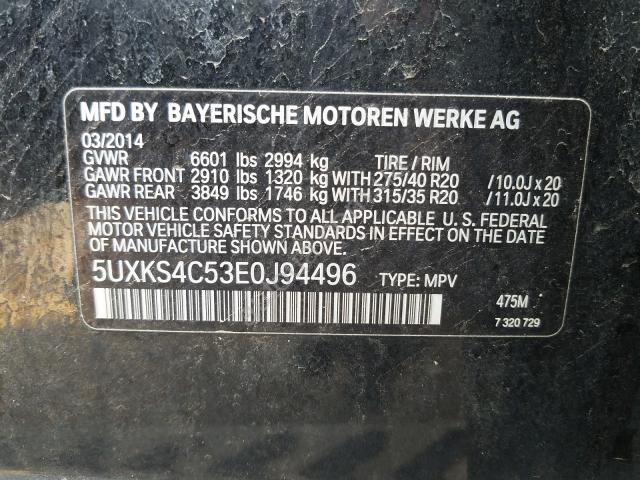 MFD BY BAYERISCHE MOTOREN WERKE AG
03/2014
GVWR 6601 lbs 2994 kg TIRE / RIM
GAWR FRONT 2910 lbs 1320 kg WITH 275/40 R20 /10.0J x 20
GAWR REAR 3849 lbs 1746 kg WITH 315/35 R20 /11.0J x 20
THIS VEHICLE CONFORMS TO ALL APPLICABLE U. S. FEDERAL
MOTOR VEHICLE SAFETY STANDARDS IN EFFECT ON THE DATE
OF MANUFACTURE SHOWN ABOVE.
5UXKS4C53E0J94496 TYPE: MPV
475M
7 320 729